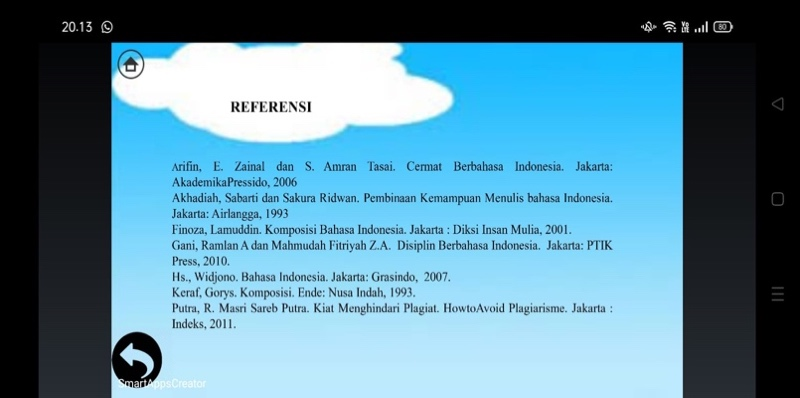 20.13
Vo
LTE
80
REFERENSI
Arifin, E. Zainal dan S. Amran Tasai. Cermat Berbahasa Indonesia. Jakarta:
AkademikaPressido, 2006
Akhadiah, Sabarti dan Sakura Ridwan. Pembinaan Kemampuan Menulis bahasa Indonesia.
Jakarta: Airlangga, 1993
Finoza, Lamuddin. Komposisi Bahasa Indonesia. Jakarta : Diksi Insan Mulia, 2001.
Gani, Ramlan A dan Mahmudah Fitriyah Z.A. Disiplin Berbahasa Indonesia. Jakarta: PTIK
Press, 2010.
Hs., Widjono. Bahasa Indonesia. Jakarta: Grasindo, 2007.
Keraf, Gorys. Komposisi. Ende: Nusa Indah, 1993.
Putra, R. Masri Sareb Putra. Kiat Menghindari Plagiat. HowtoAvoid Plagiarisme. Jakarta :
Indeks, 2011.
SmartAppsCreator